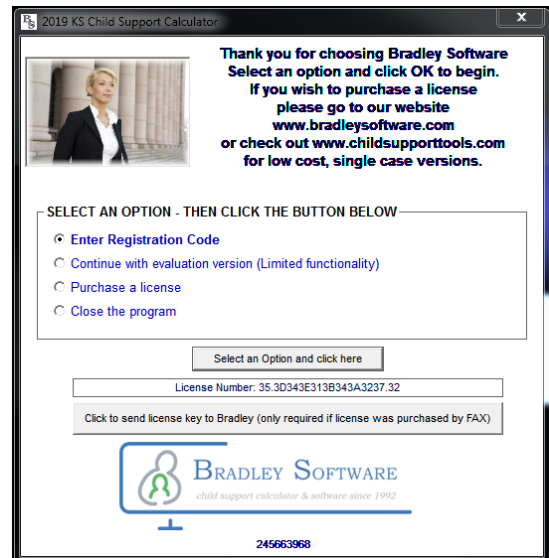 2019 KS Child Support Calculator
Thank you for choosing Bradley Software
Select an option and click OK to begin.
If you wish to purchase a license
please go to our website
www.bradleysoftware.com
or check out www.childsupporttools.com
for low cost, single case versions.
SELECT AN OPTION - THEN CLICK THE BUTTON BELOW
Enter Registration Code
Continue with evaluation version (Limited functionality)
Purchase a license
Close the program
Select an Option and click here
License Number: 35.3D343E313B343A3237.32
Click to send license key to Bradley (only required if license was purchased by FAX)
BRADLEY SOFTWARE
child support calculator & software since 1992
245663968